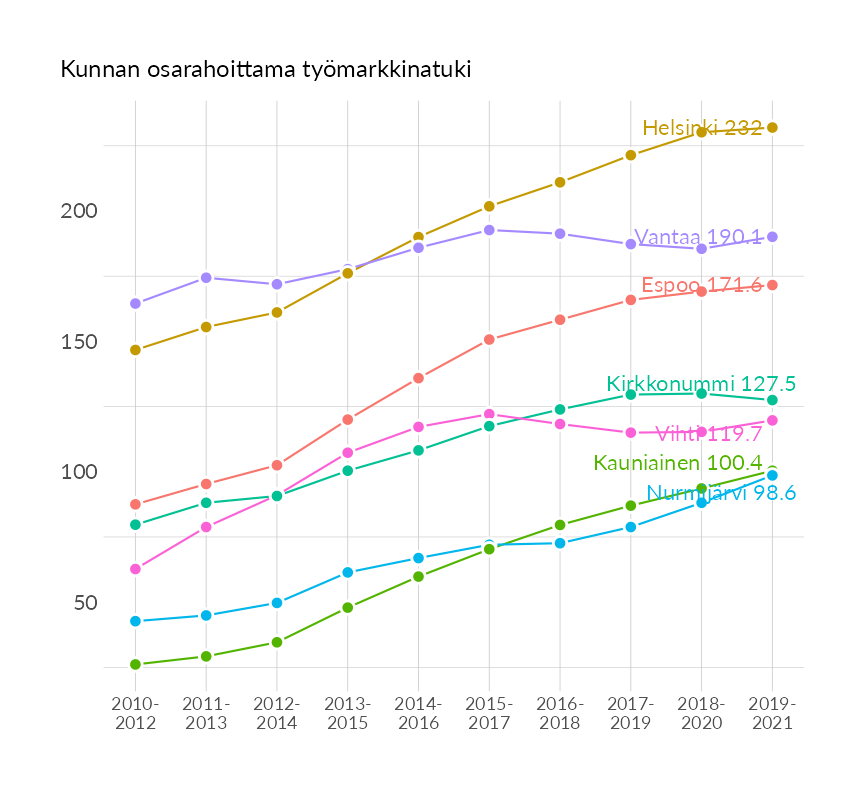 Kunnan osarahoittama työmarkkinatuki
Helsinki 232
200
Vantaa 190.1
Espoo 171.6
150
Kirkkonummi 127.5
Vihti 119.7
Kauniainen 100.4
100
Nurmijärvi 98.6
50
2010- 2011- 2012- 2013- 2014- 2015- 2016- 2017- 2018- 2019-
2012 2013 2014 2015 2016 2017 2018 2019 2020 2021